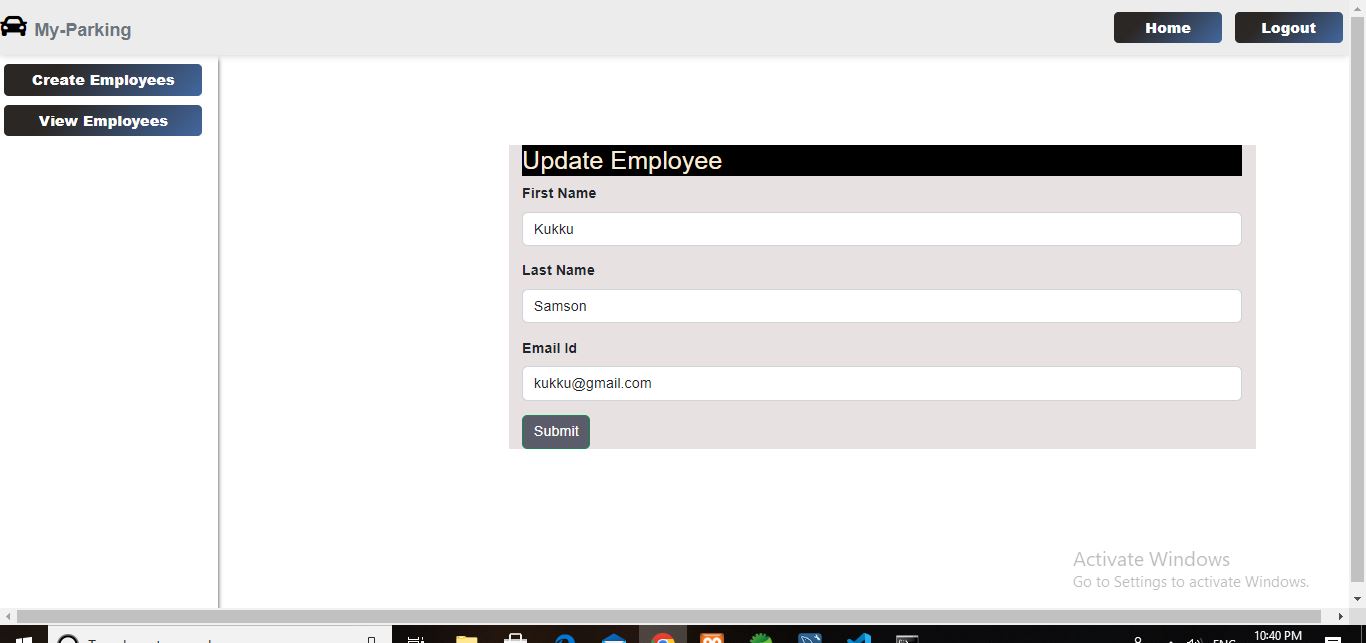 My-Parking
Home
Logout
Create Employees
View Employees
Update Employee
First Name
Kukku
Last Name
Samson
Email Id
kukku@gmail.com
Submit
Activate Windows
Go to Settings to activate Windows.
10:40 PM